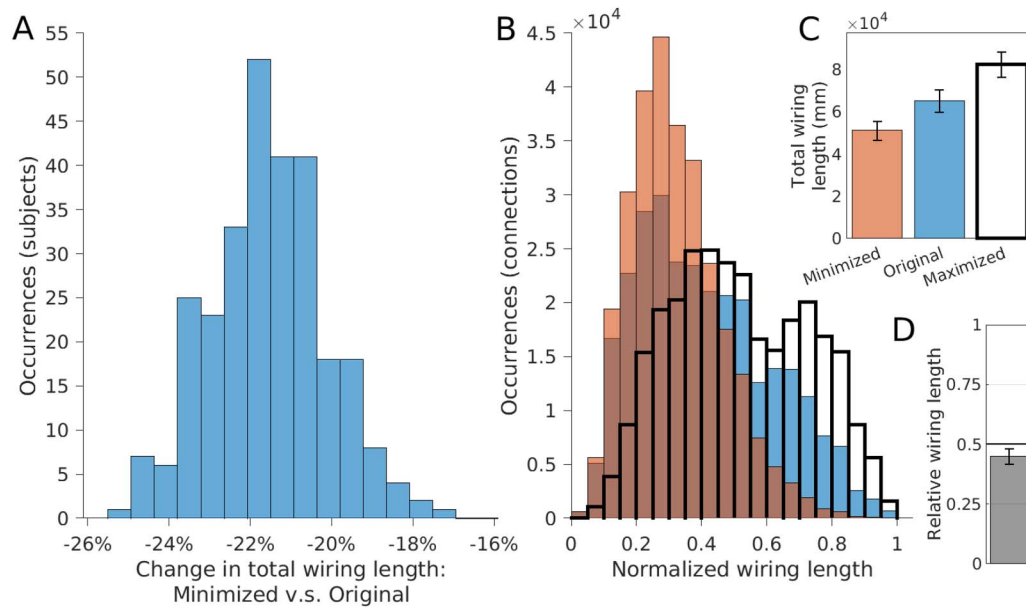 A
55
50
45
40
35
30
25
20
15
10
5
0
Occurrences (subjects)
-26% -24% -22% -20% -18% -16%
Change in total wiring length:
Minimized v.s. Original
B
×10⁴
4.5
4
3.5
3
2.5
2
1.5
1
0.5
0
Occurrences (connections)
0 0.2 0.4 0.6 0.8 1
Normalized wiring length
C
×10⁴
8
6
4
2
0
Total wiring
length (mm)
Minimized
Original
Maximized
D
1
0.75
0.5
0.25
0
Relative wiring length